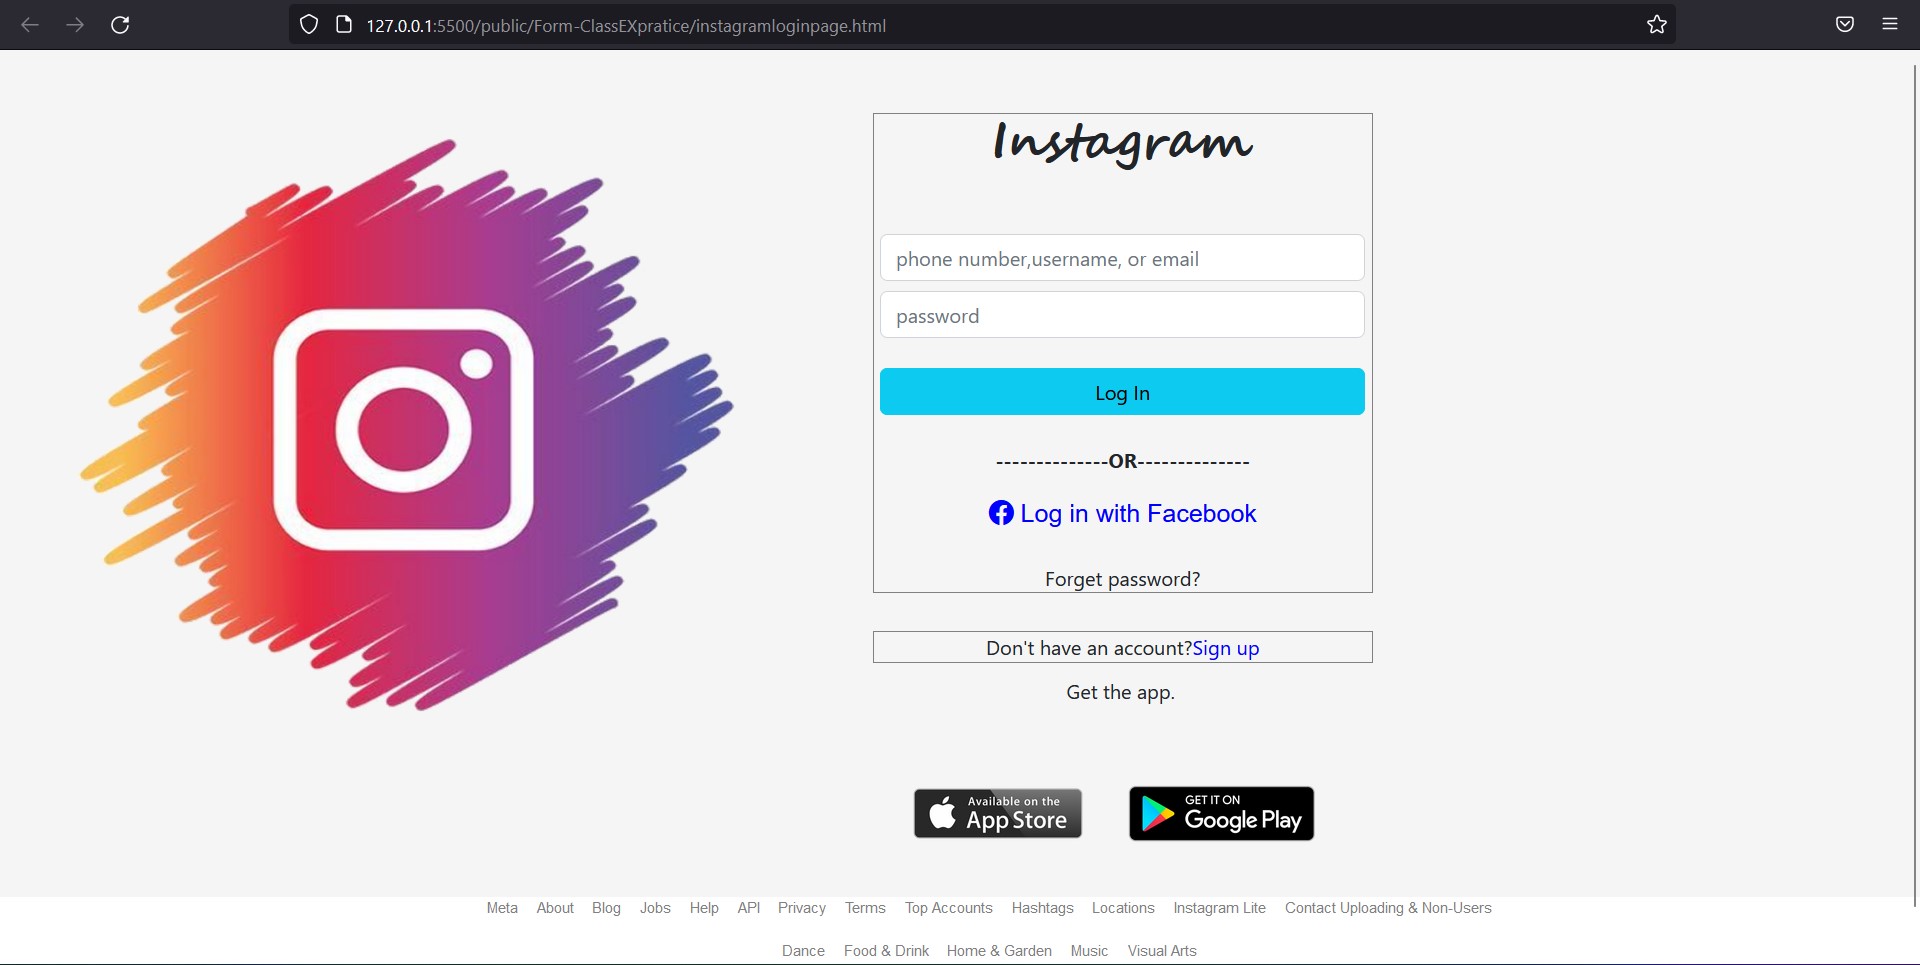 127.0.0.1:5500/public/Form-ClassEXpratice/instagramloginpage.html
Instagram
phone number,username, or email
password
Log In
--------------OR--------------
Log in with Facebook
Forget password?
Don't have an account?Sign up
Get the app.
Available on the
App Store
GET IT ON
Google Play
Meta About Blog Jobs Help API Privacy Terms Top Accounts Hashtags Locations Instagram Lite Contact Uploading & Non-Users
Dance Food & Drink Home & Garden Music Visual Arts